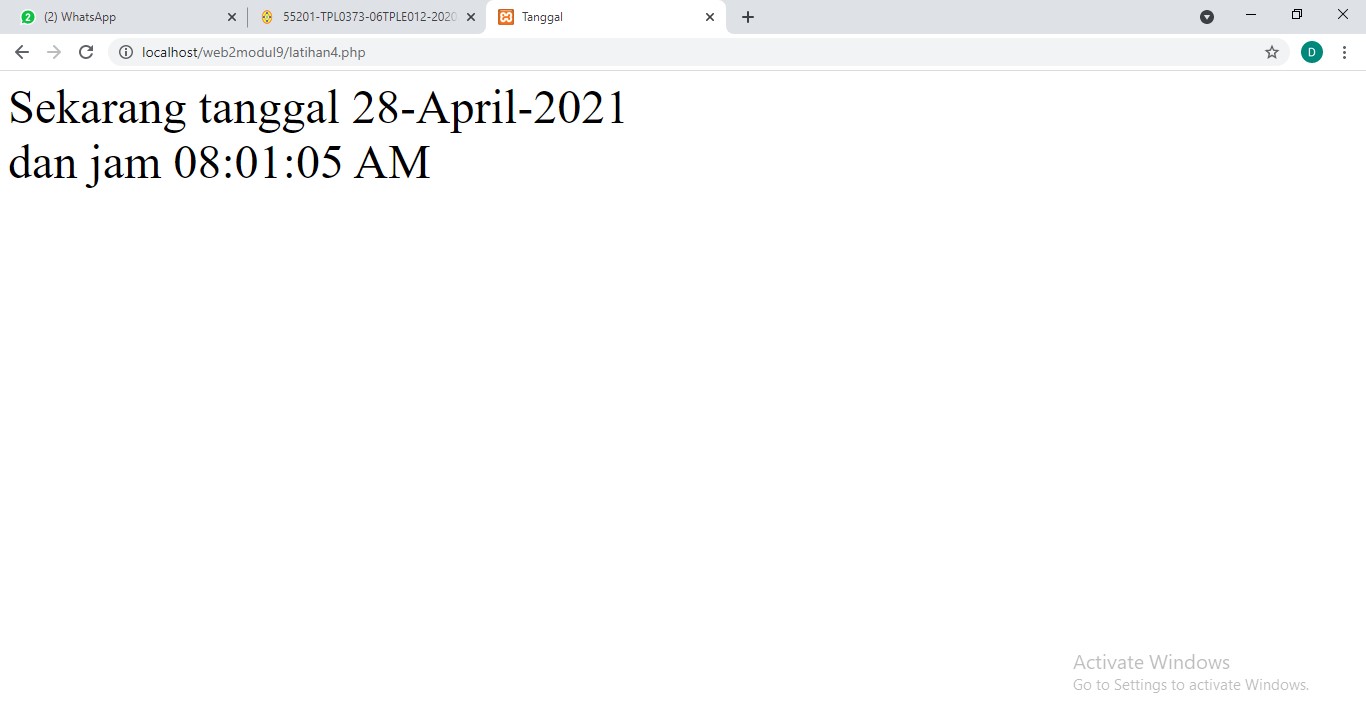 2 (2) WhatsApp
55201-TPL0373-06TPLE012-2020
Tanggal
localhost/web2modul9/latihan4.php
D
Sekarang tanggal 28-April-2021
dan jam 08:01:05 AM
Activate Windows
Go to Settings to activate Windows.